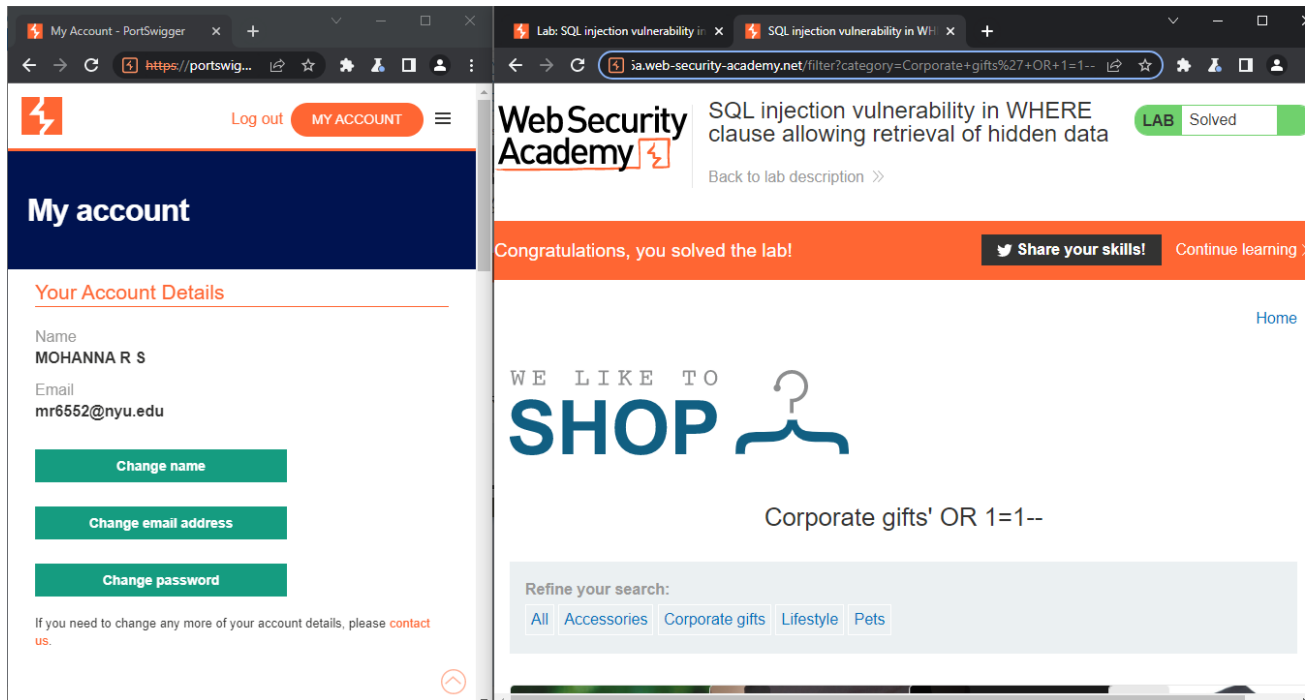 My Account - PortSwigger
https://portswig...
Log out MY ACCOUNT
My account
Your Account Details
Name
MOHANNA R S
Email
mr6552@nyu.edu
Change name
Change email address
Change password
If you need to change any more of your account details, please contact
us.
Lab: SQL injection vulnerability in
SQL injection vulnerability in WH
a.web-security-academy.net/filter?category=Corporate+gifts%27+OR+1=1--
Web Security
Academy
SQL injection vulnerability in WHERE
clause allowing retrieval of hidden data
LAB Solved
Back to lab description
Congratulations, you solved the lab!
Share your skills!
Continue learning
Home
WE LIKE TO
SHOP
Corporate gifts' OR 1=1--
Refine your search:
All Accessories Corporate gifts Lifestyle Pets